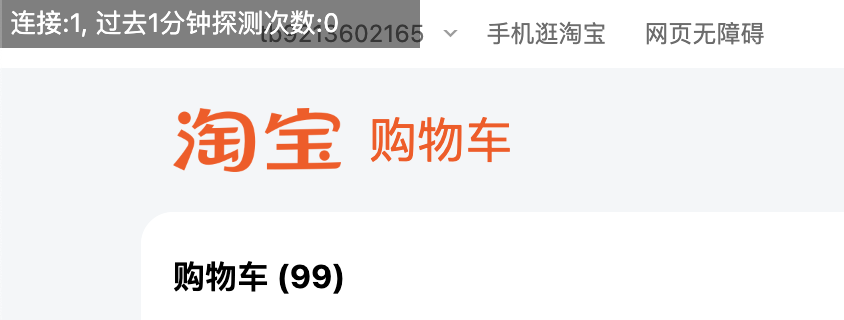 连接:1, 过去1分钟探测次数:0
tb9213602165 手机逛淘宝 网页无障碍
淘宝 购物车
购物车 (99)